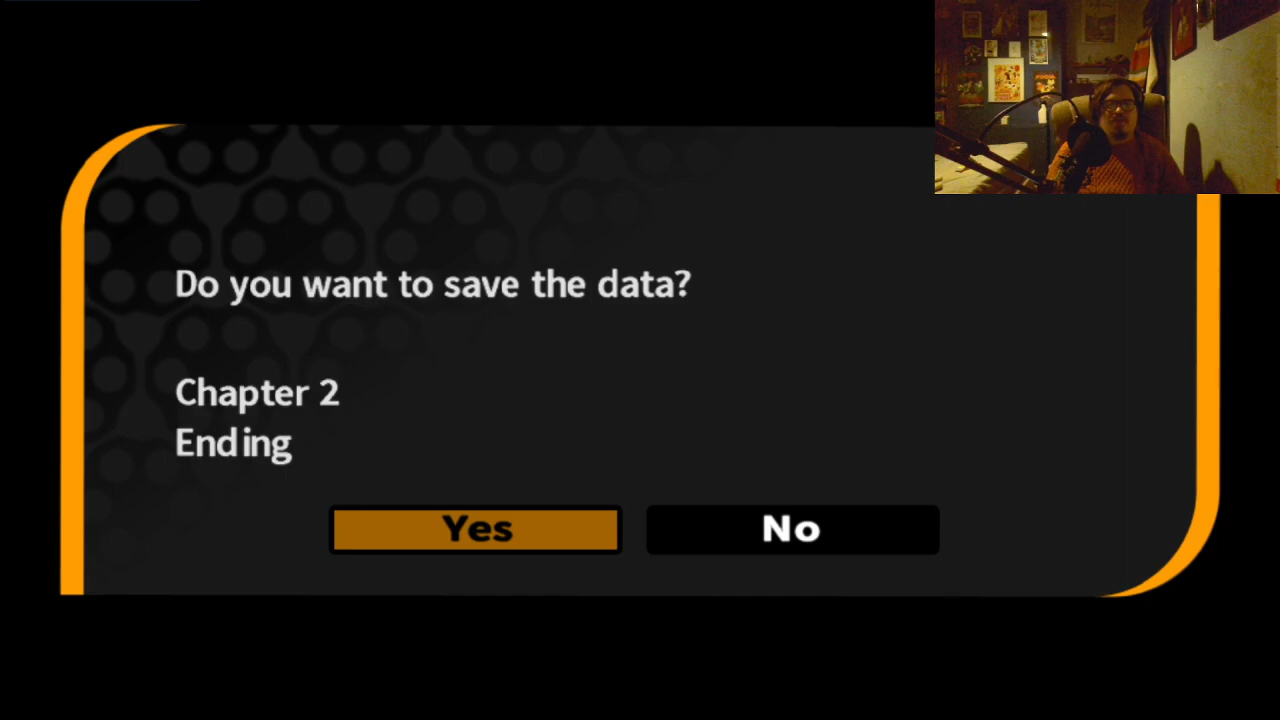 Do you want to save the data?
Chapter 2
Ending
Yes
No